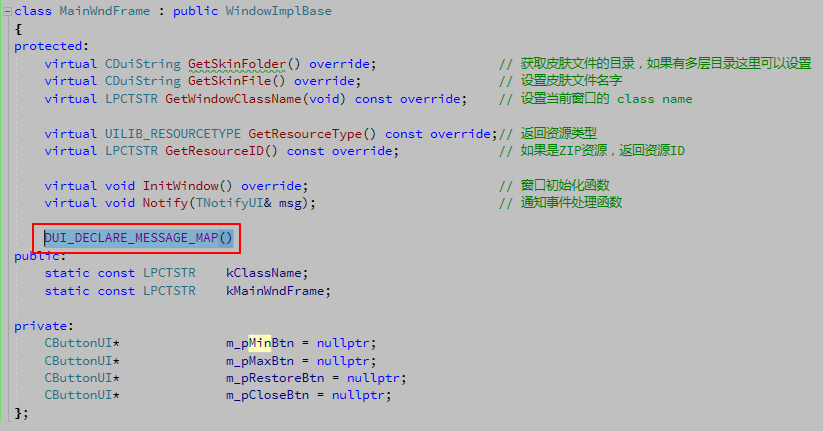 class MainWndFrame : public WindowImplBase
{
protected:
    virtual CDuiString GetSkinFolder() override; // 获取皮肤文件的目录，如果有多层目录这里可以设置
    virtual CDuiString GetSkinFile() override; // 设置皮肤文件名字
    virtual LPCTSTR GetWindowClassName(void) const override; // 设置当前窗口的 class name
    virtual UILIB_RESOURCETYPE GetResourceType() const override;// 返回资源类型
    virtual LPCTSTR GetResourceID() const override; // 如果是ZIP资源，返回资源ID
    virtual void InitWindow() override; // 窗口初始化函数
    virtual void Notify(TNotifyUI& msg); // 通知事件处理函数
    DUI_DECLARE_MESSAGE_MAP()
public:
    static const LPCTSTR kClassName;
    static const LPCTSTR kMainWndFrame;
private:
    CButtonUI* m_pMinBtn = nullptr;
    CButtonUI* m_pMaxBtn = nullptr;
    CButtonUI* m_pRestoreBtn = nullptr;
    CButtonUI* m_pCloseBtn = nullptr;
};